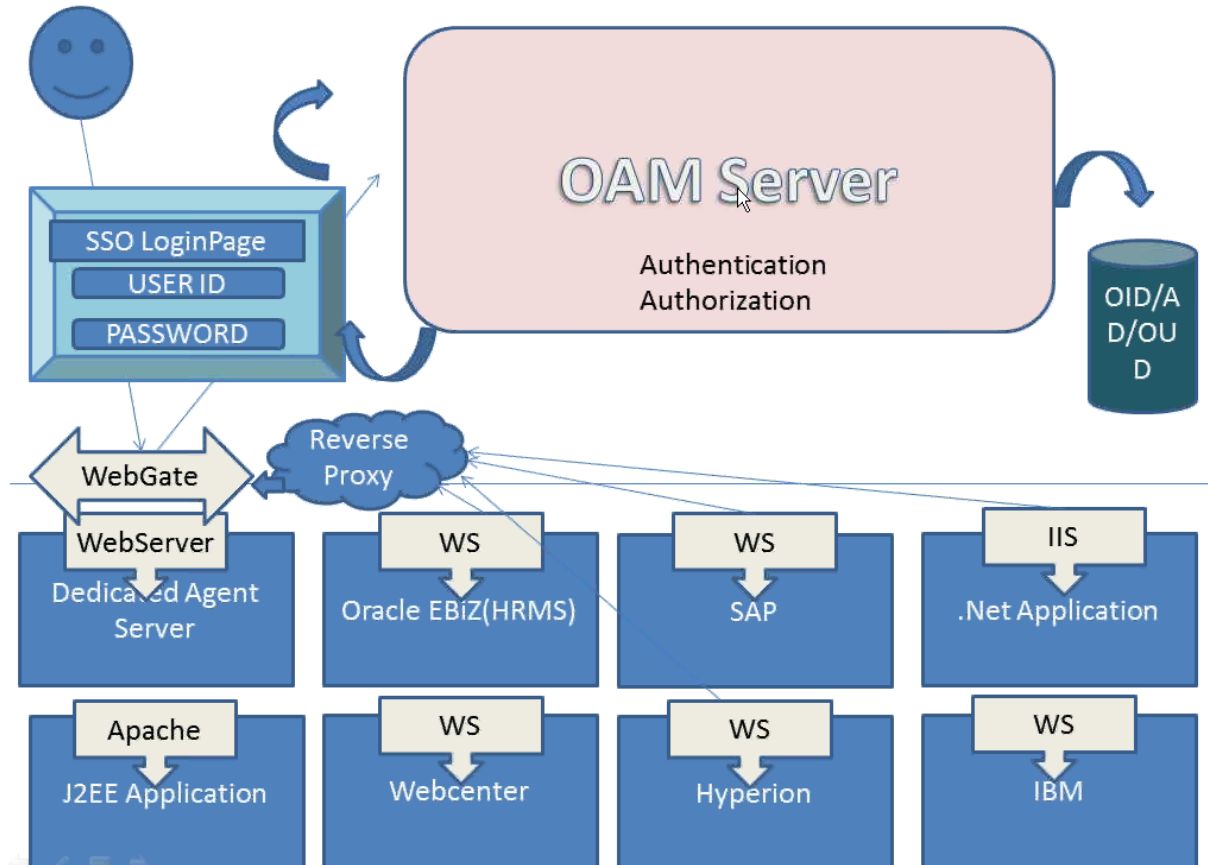 OAM Server
Authentication
Authorization
SSO LoginPage
USER ID
PASSWORD
OID/A
D/OU
D
Reverse
Proxy
WebGate
WebServer
Dedicated Agent
Server
WS
Oracle EBiZ(HRMS)
WS
SAP
IIS
.Net Application
Apache
J2EE Application
WS
Webcenter
WS
Hyperion
WS
IBM